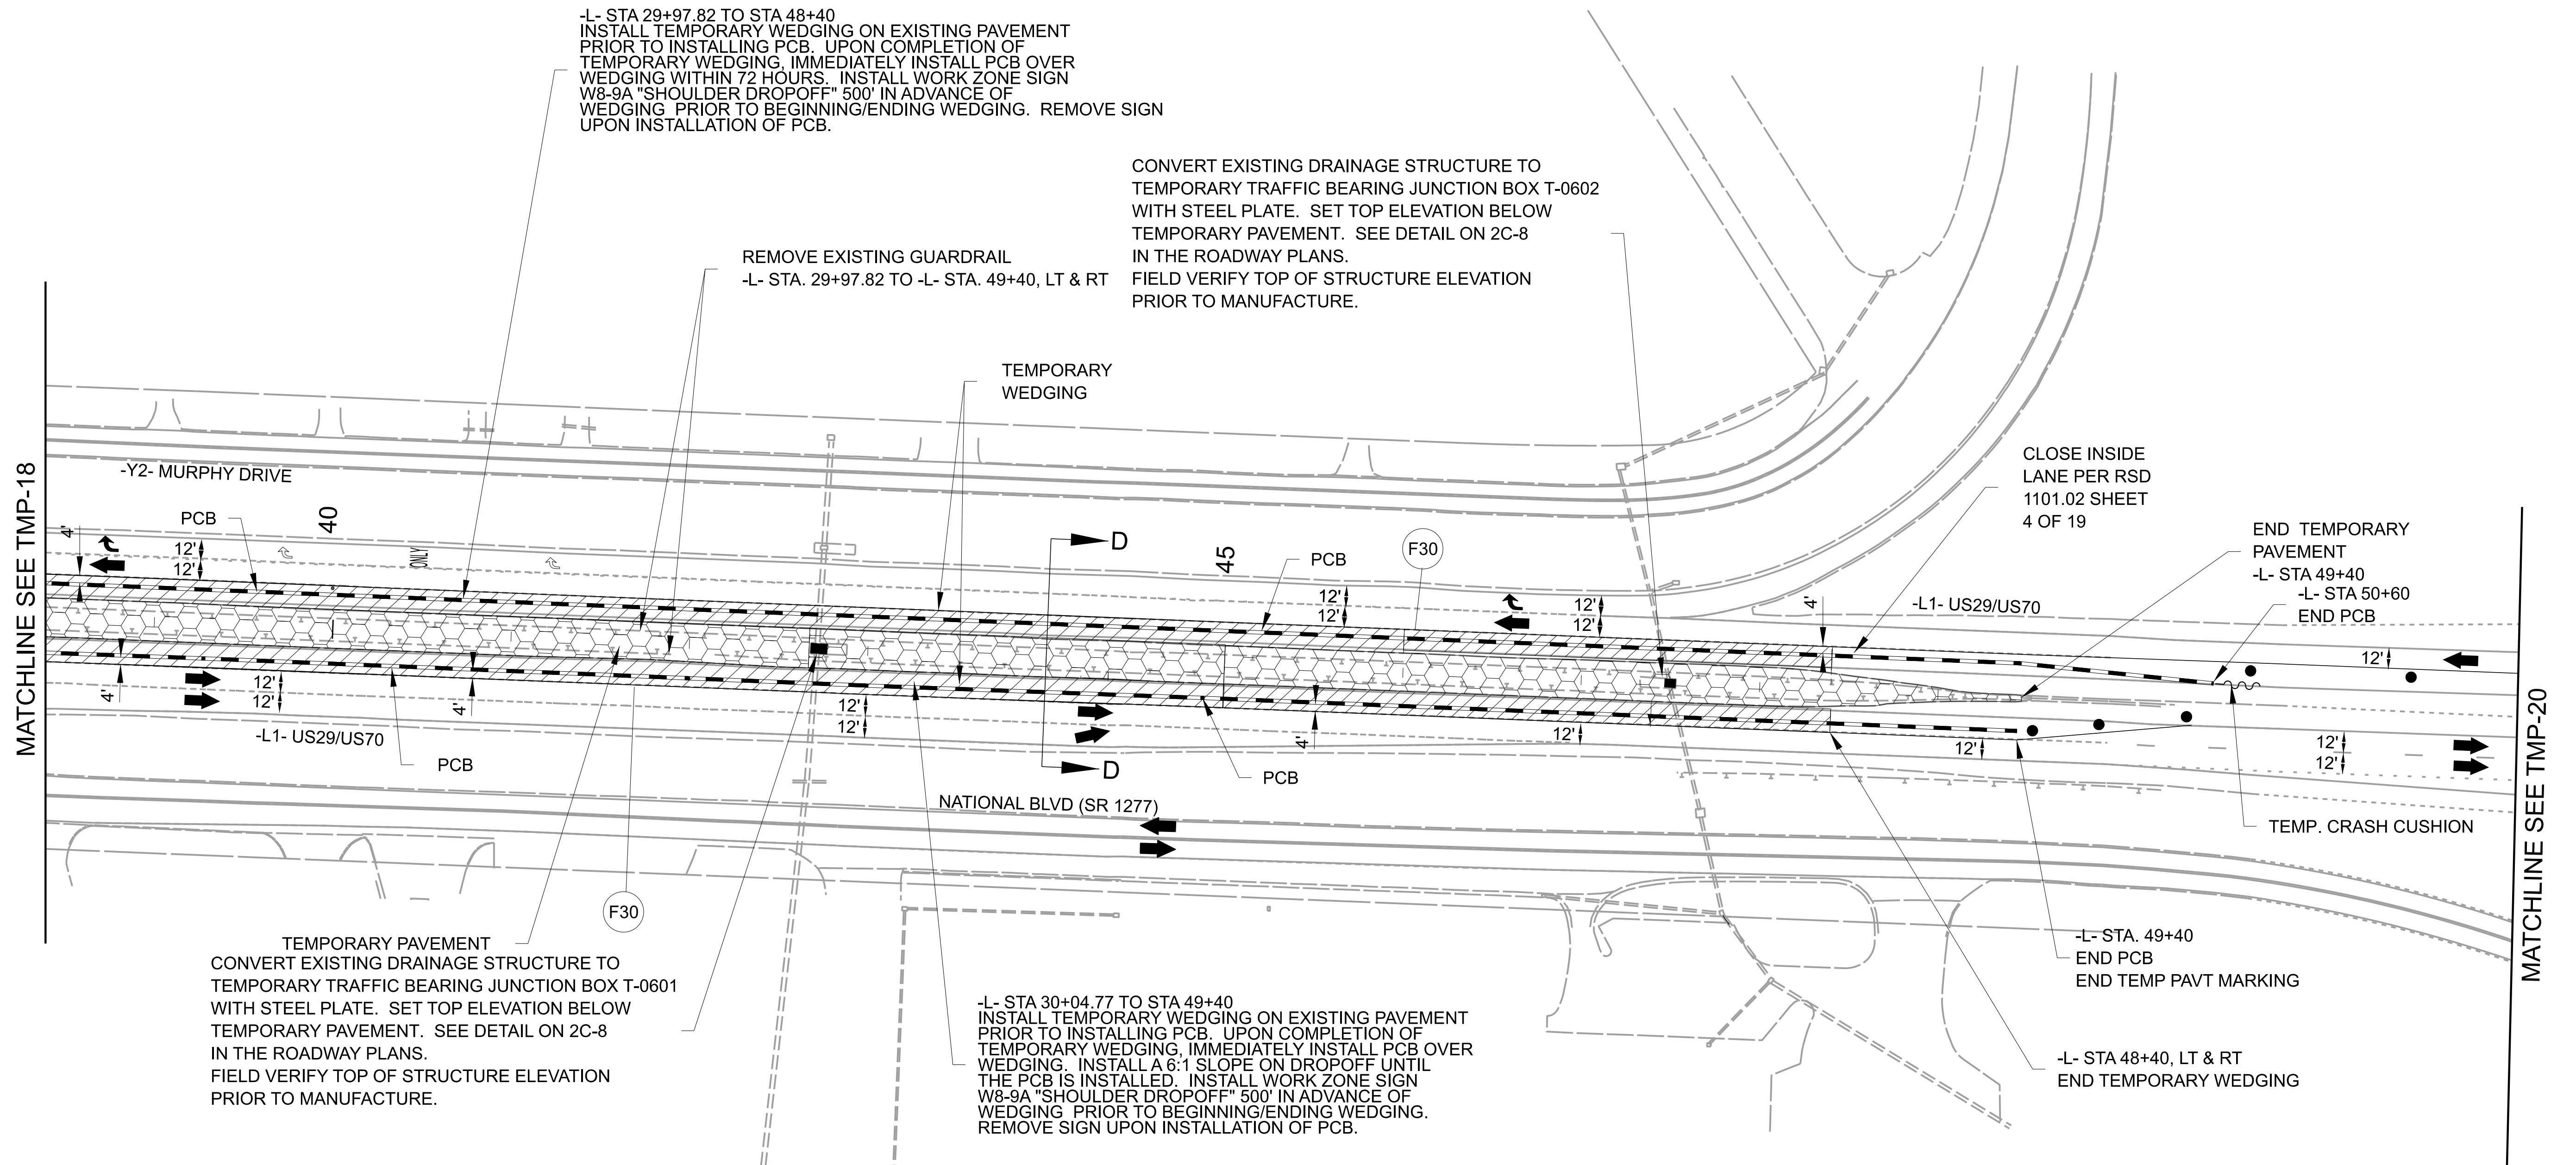 -L- STA 29+97.82 TO STA 48+40
INSTALL TEMPORARY WEDGING ON EXISTING PAVEMENT
PRIOR TO INSTALLING PCB. UPON COMPLETION OF
TEMPORARY WEDGING, IMMEDIATELY INSTALL PCB OVER
WEDGING WITHIN 72 HOURS. INSTALL WORK ZONE SIGN
W8-9A "SHOULDER DROPOFF" 500' IN ADVANCE OF
WEDGING PRIOR TO BEGINNING/ENDING WEDGING. REMOVE SIGN
UPON INSTALLATION OF PCB.
CONVERT EXISTING DRAINAGE STRUCTURE TO
TEMPORARY TRAFFIC BEARING JUNCTION BOX T-0602
WITH STEEL PLATE. SET TOP ELEVATION BELOW
TEMPORARY PAVEMENT. SEE DETAIL ON 2C-8
IN THE ROADWAY PLANS.
FIELD VERIFY TOP OF STRUCTURE ELEVATION
PRIOR TO MANUFACTURE.
REMOVE EXISTING GUARDRAIL
-L- STA. 29+97.82 TO -L- STA. 49+40, LT & RT
TEMPORARY
WEDGING
CLOSE INSIDE
LANE PER RSD
1101.02 SHEET
4 OF 19
END TEMPORARY
PAVEMENT
-L- STA 49+40
-L- STA 50+60
END PCB
MATCHLINE SEE TMP-18
-Y2- MURPHY DRIVE
PCB
40
ONLY
4'
12'
12'
D
45
PCB
F30
12'
12'
12'
12'
4'
-L1- US29/US70
12'
4'
12'
12'
4'
12'
12'
4'
12'
12'
12'
12'
-L1- US29/US70
PCB
D
PCB
NATIONAL BLVD (SR 1277)
TEMP. CRASH CUSHION
MATCHLINE SEE TMP-20
F30
TEMPORARY PAVEMENT
CONVERT EXISTING DRAINAGE STRUCTURE TO
TEMPORARY TRAFFIC BEARING JUNCTION BOX T-0601
WITH STEEL PLATE. SET TOP ELEVATION BELOW
TEMPORARY PAVEMENT. SEE DETAIL ON 2C-8
IN THE ROADWAY PLANS.
FIELD VERIFY TOP OF STRUCTURE ELEVATION
PRIOR TO MANUFACTURE.
-L- STA 30+04.77 TO STA 49+40
INSTALL TEMPORARY WEDGING ON EXISTING PAVEMENT
PRIOR TO INSTALLING PCB. UPON COMPLETION OF
TEMPORARY WEDGING, IMMEDIATELY INSTALL PCB OVER
WEDGING. INSTALL A 6:1 SLOPE ON DROPOFF UNTIL
THE PCB IS INSTALLED. INSTALL WORK ZONE SIGN
W8-9A "SHOULDER DROPOFF" 500' IN ADVANCE OF
WEDGING PRIOR TO BEGINNING/ENDING WEDGING.
REMOVE SIGN UPON INSTALLATION OF PCB.
-L- STA. 49+40
END PCB
END TEMP PAVT MARKING
-L- STA 48+40, LT & RT
END TEMPORARY WEDGING